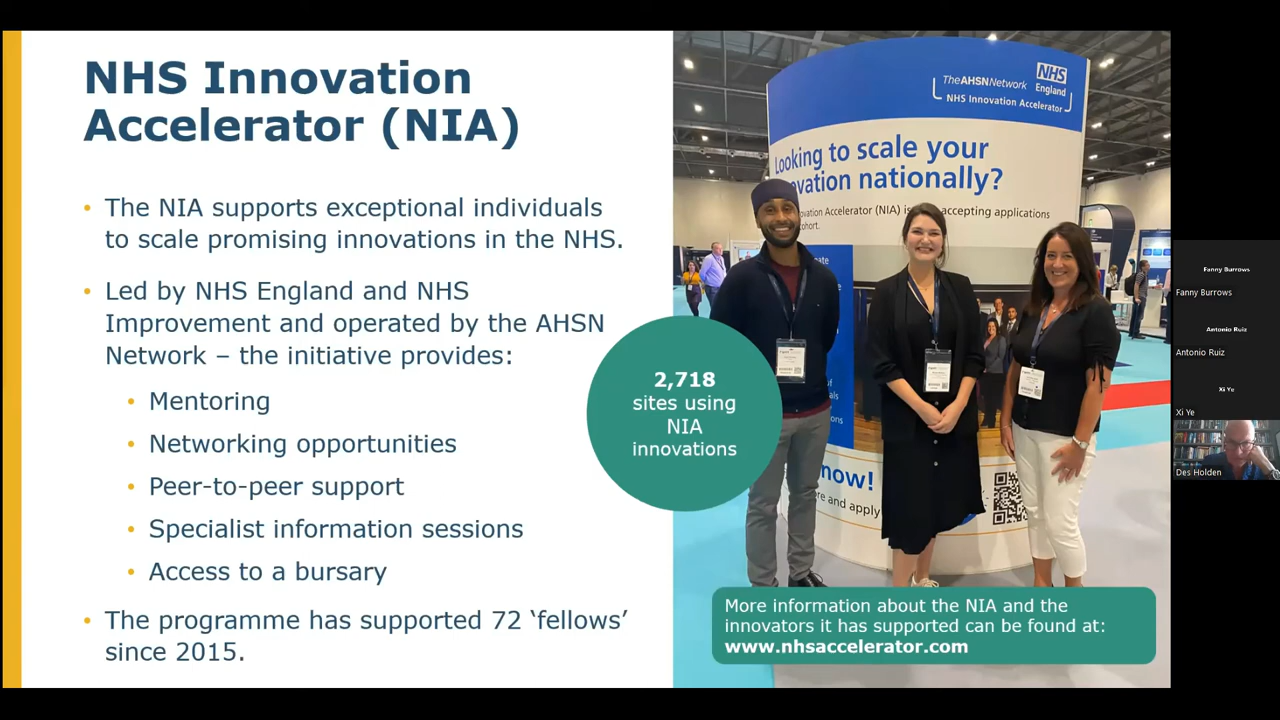 NHS Innovation
Accelerator (NIA)
• The NIA supports exceptional individuals
to scale promising innovations in the NHS.
• Led by NHS England and NHS
Improvement and operated by the AHSN
Network – the initiative provides:
• Mentoring
• Networking opportunities
• Peer-to-peer support
• Specialist information sessions
• Access to a bursary
• The programme has supported 72 ‘fellows’
since 2015.
2,718
sites using
NIA
innovations
TheAHSNNetwork
NHS
England
NHS Innovation Accelerator
Looking to scale your
ovation nationally?
ovation Accelerator (NIA) is accepting applications
cohort.
now!
ore and apply
More information about the NIA and the
innovators it has supported can be found at:
www.nhsaccelerator.com
Fanny Burrows
Fanny Burrows
Antonio Ruiz
Antonio Ruiz
Xi Ye
Xi Ye
Des Holden